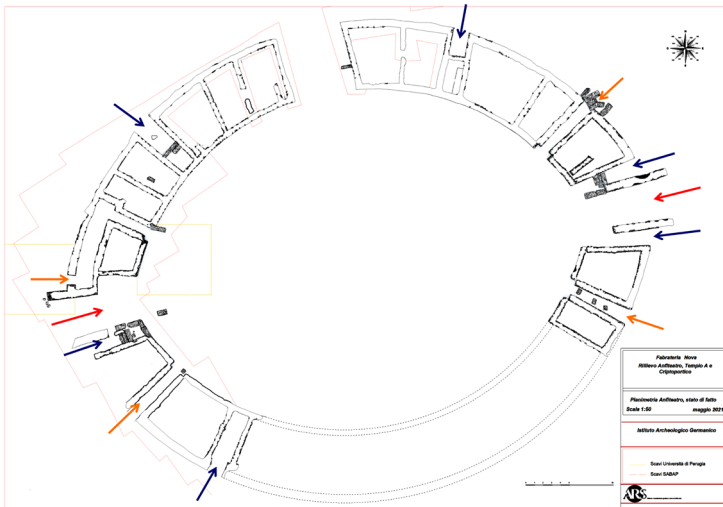 Fabrateria Nova
Rilievo Anfiteatro, Tempio A e
Criptoportico
Planimetria Anfiteatro, stato di fatto
Scala 1:50 maggio 2021
Istituto Archeologico Germanico
Scavi Università di Perugia
Scavi SABAP
ARS